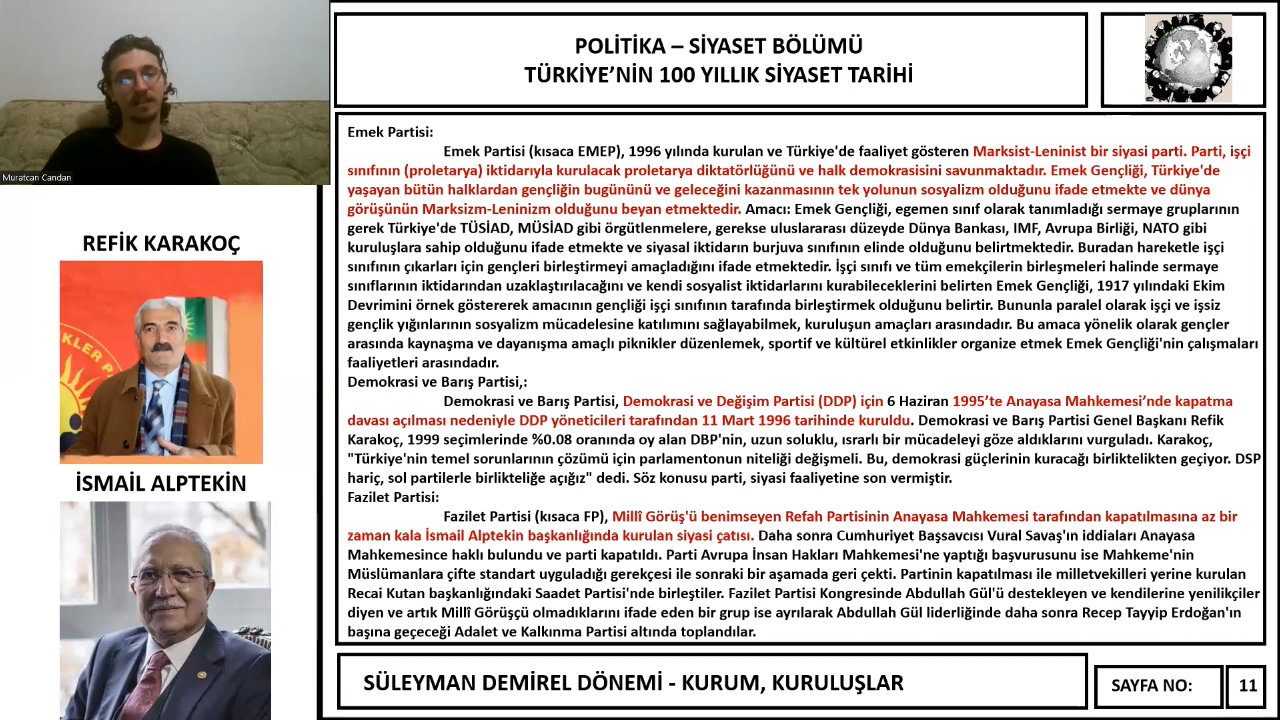 POLİTİKA – SİYASET BÖLÜMÜ
TÜRKİYE’NİN 100 YILLIK SİYASET TARİHİ
Muratcan Candan
REFİK KARAKOÇ
İSMAİL ALPTEKİN
Emek Partisi:
Emek Partisi (kısaca EMEP), 1996 yılında kurulan ve Türkiye'de faaliyet gösteren Marksist-Leninist bir siyasi parti. Parti, işçi
sınıfının (proletarya) iktidarıyla kurulacak proletarya diktatörlüğünü ve halk demokrasisini savunmaktadır. Emek Gençliği, Türkiye'de
yaşayan bütün halklardan gençliğin bugününü ve geleceğini kazanmasının tek yolunun sosyalizm olduğunu ifade etmekte ve dünya
görüşünün Marksizm-Leninizm olduğunu beyan etmektedir. Amacı: Emek Gençliği, egemen sınıf olarak tanımladığı sermaye gruplarının
gerek Türkiye'de TÜSİAD, MÜSİAD gibi örgütlenmelere, gerekse uluslararası düzeyde Dünya Bankası, IMF, Avrupa Birliği, NATO gibi
kuruluşlara sahip olduğunu ifade etmekte ve siyasal iktidarın burjuva sınıfının elinde olduğunu belirtmektedir. Buradan hareketle işçi
sınıfının çıkarları için gençleri birleştirmeyi amaçladığını ifade etmektedir. İşçi sınıfı ve tüm emekçilerin birleşmeleri halinde sermaye
sınıflarının iktidarından uzaklaştırılacağını ve kendi sosyalist iktidarlarını kurabileceklerini belirten Emek Gençliği, 1917 yılındaki Ekim
Devrimini örnek göstererek amacının gençliği işçi sınıfının tarafında birleştirmek olduğunu belirtir. Bununla paralel olarak işçi ve işsiz
gençlik yığınlarının sosyalizm mücadelesine katılımını sağlayabilmek, kuruluşun amaçları arasındadır. Bu amaca yönelik olarak gençler
arasında kaynaşma ve dayanışma amaçlı piknikler düzenlemek, sportif ve kültürel etkinlikler organize etmek Emek Gençliği'nin çalışmaları
faaliyetleri arasındadır.
Demokrasi ve Barış Partisi,:
Demokrasi ve Barış Partisi, Demokrasi ve Değişim Partisi (DDP) için 6 Haziran 1995’te Anayasa Mahkemesi’nde kapatma
davası açılması nedeniyle DDP yöneticileri tarafından 11 Mart 1996 tarihinde kuruldu. Demokrasi ve Barış Partisi Genel Başkanı Refik
Karakoç, 1999 seçimlerinde %0.08 oranında oy alan DBP'nin, uzun soluklu, ısrarlı bir mücadeleyi göze aldıklarını vurguladı. Karakoç,
"Türkiye'nin temel sorunlarının çözümü için parlamentonun niteliği değişmeli. Bu, demokrasi güçlerinin kuracağı birliktelikten geçiyor. DSP
hariç, sol partilerle birlikteliğe açığız" dedi. Söz konusu parti, siyasi faaliyetine son vermiştir.
Fazilet Partisi:
Fazilet Partisi (kısaca FP), Millî Görüş'ü benimseyen Refah Partisinin Anayasa Mahkemesi tarafından kapatılmasına az bir
zaman kala İsmail Alptekin başkanlığında kurulan siyasi çatısı. Daha sonra Cumhuriyet Başsavcısı Vural Savaş'ın iddiaları Anayasa
Mahkemesince haklı bulundu ve parti kapatıldı. Parti Avrupa İnsan Hakları Mahkemesi'ne yaptığı başvurusunu ise Mahkeme'nin
Müslümanlara çifte standart uyguladığı gerekçesi ile sonraki bir aşamada geri çekti. Partinin kapatılması ile milletvekilleri yerine kurulan
Recai Kutan başkanlığındaki Saadet Partisi'nde birleştiler. Fazilet Partisi Kongresinde Abdullah Gül'ü destekleyen ve kendilerine yenilikçiler
diyen ve artık Millî Görüşçü olmadıklarını ifade eden bir grup ise ayrılarak Abdullah Gül liderliğinde daha sonra Recep Tayyip Erdoğan'ın
başına geçeceği Adalet ve Kalkınma Partisi altında toplandılar.
SÜLEYMAN DEMİREL DÖNEMİ - KURUM, KURULUŞLAR
SAYFA NO:
11